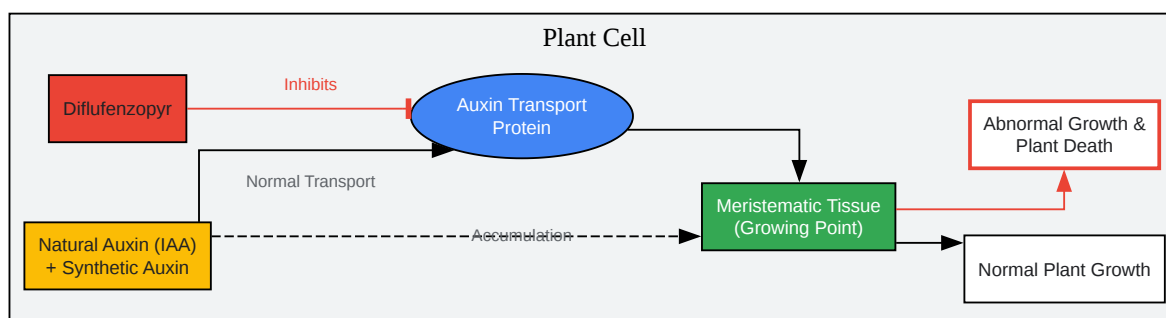 Plant Cell
Diflufenzopyr
Inhibits
Auxin Transport
Protein
Abnormal Growth &
Plant Death
Normal Transport
Meristematic Tissue
(Growing Point)
Natural Auxin (IAA)
+ Synthetic Auxin
Accumulation
Normal Plant Growth